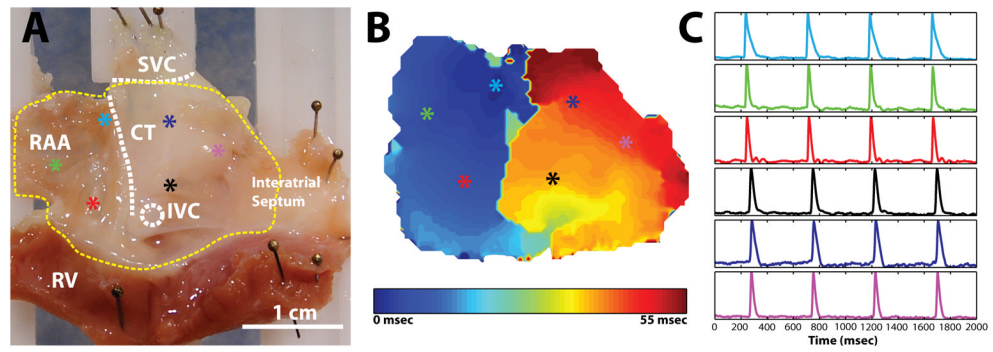 A
SVC
CT
RAA
Interatrial
Septum
IVC
RV
1 cm
B
0 msec
55 msec
C
0
200
400
600
800
1000
1200
1400
1600
1800
2000
Time (msec)